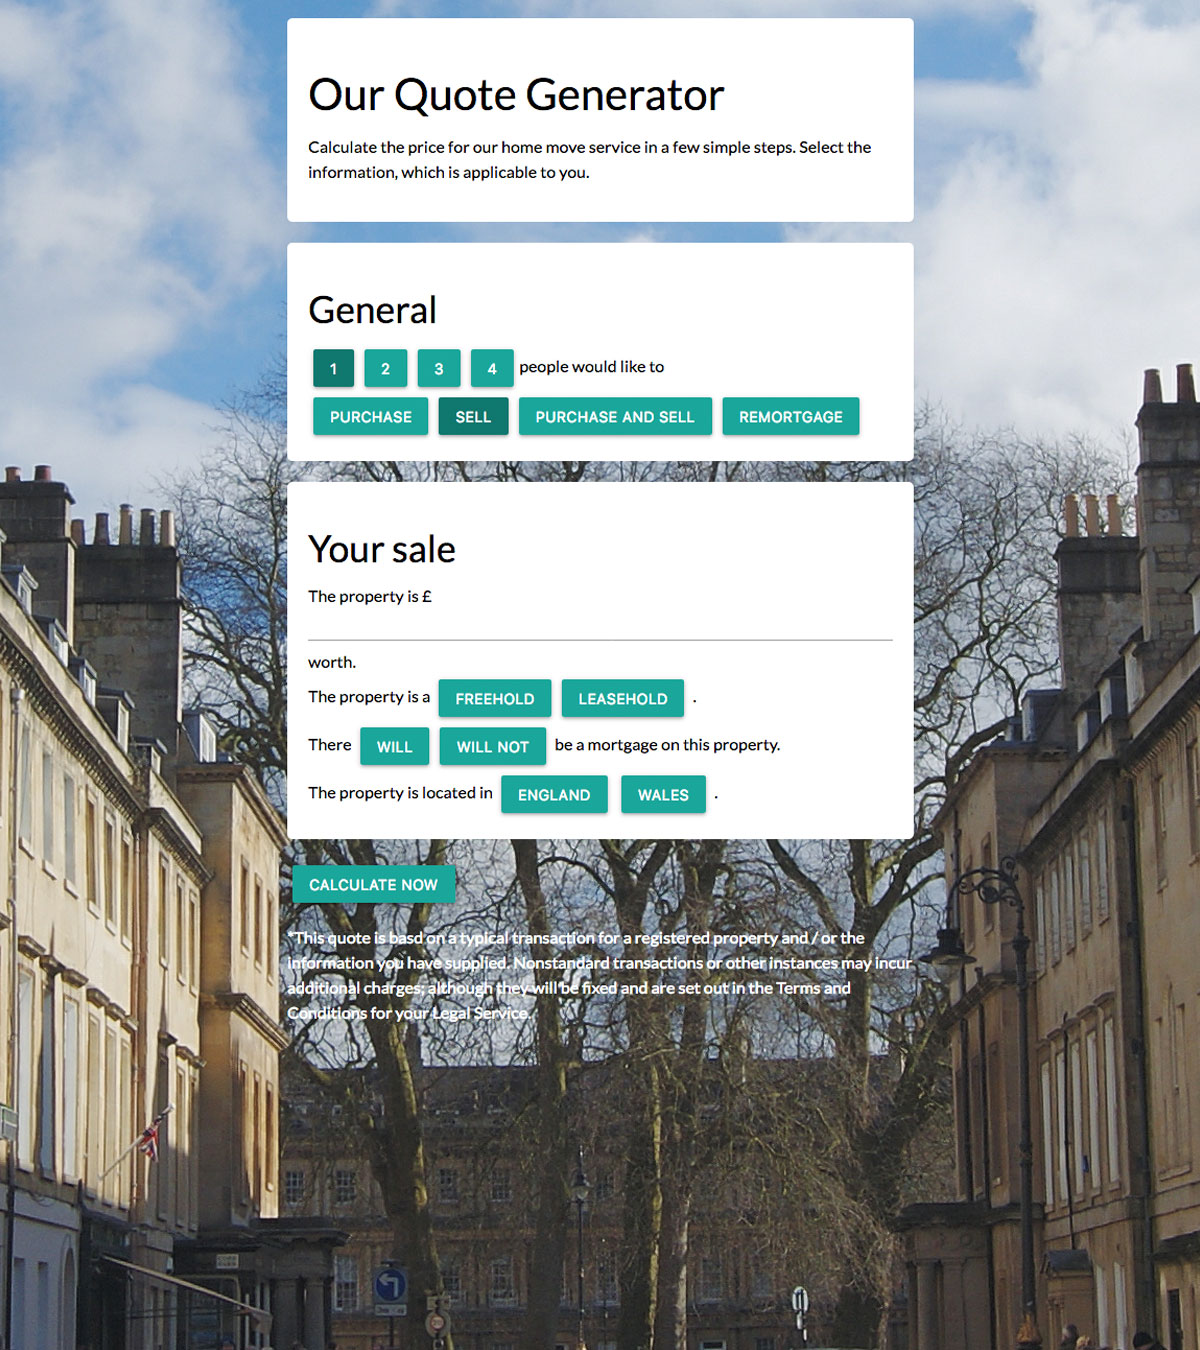 Our Quote Generator
Calculate the price for our home move service in a few simple steps. Select the
information, which is applicable to you.
General
1 2 3 4 people would like to
PURCHASE SELL PURCHASE AND SELL REMORTGAGE
Your sale
The property is £
worth.
The property is a FREEHOLD LEASEHOLD .
There WILL WILL NOT be a mortgage on this property.
The property is located in ENGLAND WALES .
CALCULATE NOW
*This quote is basd on a typical transaction for a registered property and / or the
information you have supplied. Nonstandard transactions or other instances may incur
additional charges; although they will be fixed and are set out in the Terms and
Conditions for your Legal Service.